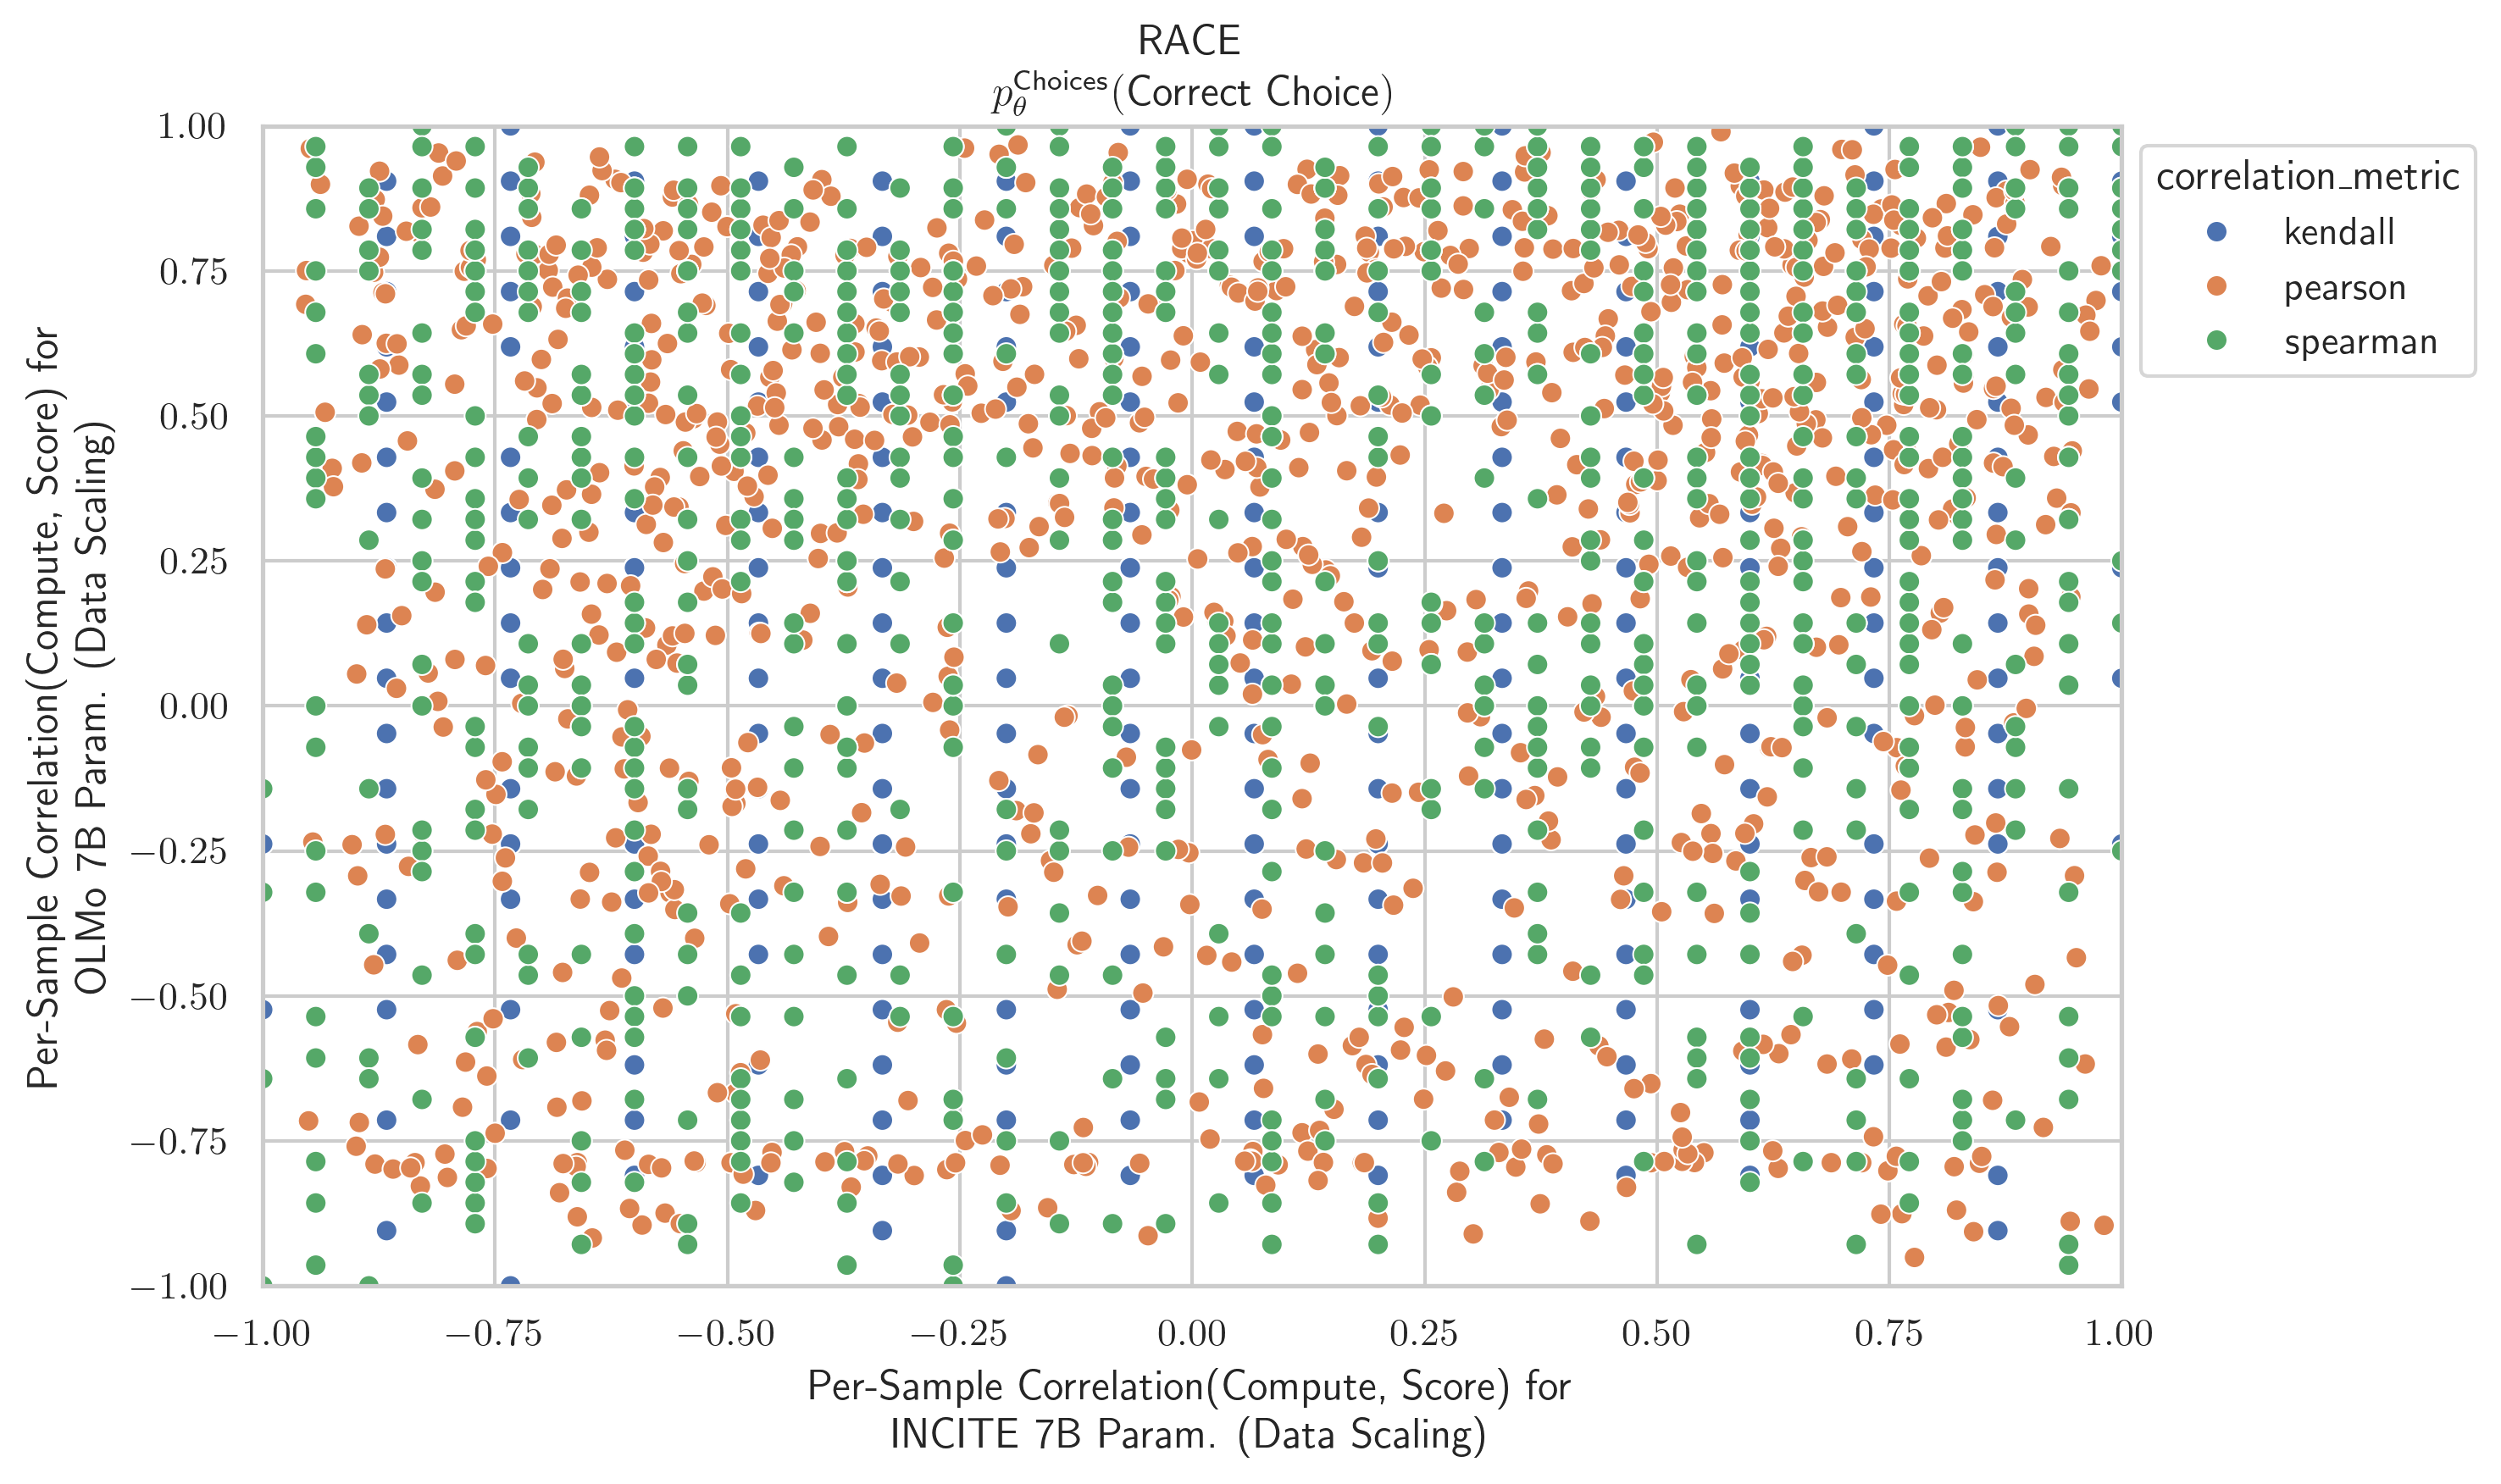 RACE
p_θ^Choices(Correct Choice)
1.00
0.75
0.50
0.25
0.00
−0.25
−0.50
−0.75
−1.00
Per-Sample Correlation(Compute, Score) for
OLMo 7B Param. (Data Scaling)
−1.00 −0.75 −0.50 −0.25 0.00 0.25 0.50 0.75 1.00
Per-Sample Correlation(Compute, Score) for
INCITE 7B Param. (Data Scaling)
correlation_metric
kendall
pearson
spearman